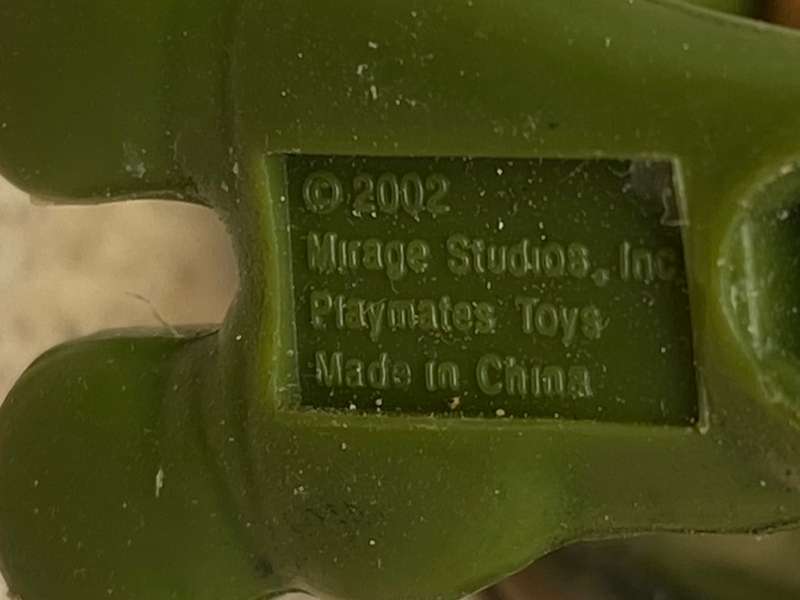 © 2002
Mirage Studios, Inc
Playmates Toys
Made in China